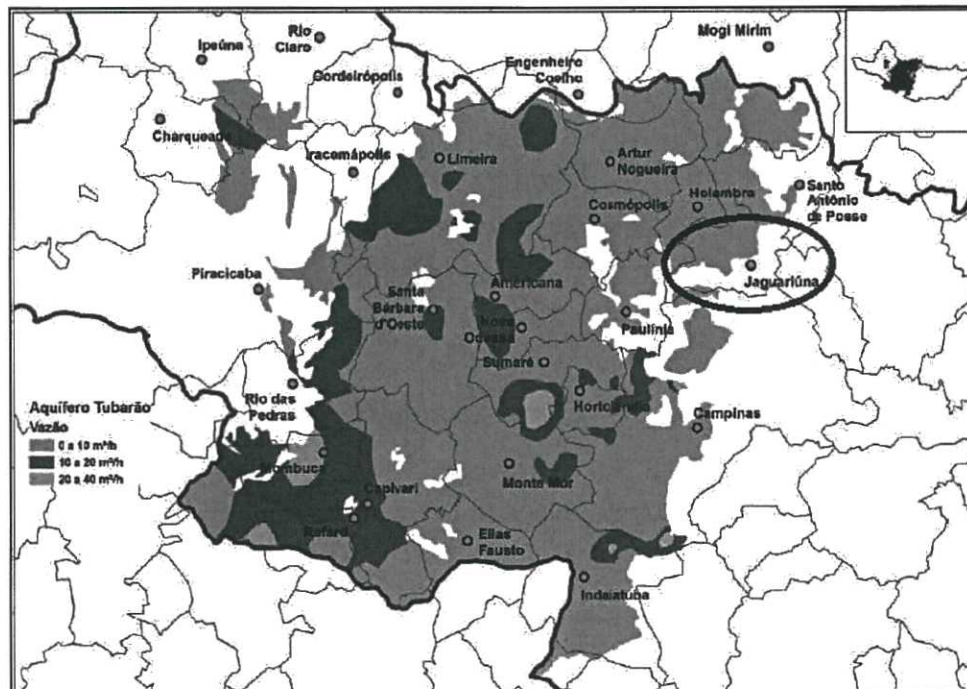 Ipeúna
Rio
Claro
Cordeirópolis
Engenheiro
Coelho
Mogi Mirim
Charqueada
Iracemápolis
Limeira
Artur
Nogueira
Holambra
Santo
Antônio
de Posse
Cosmópolis
Piracicaba
Santa
Bárbara
d'Oeste
Americana
Nova
Odessa
Paulínia
Jaguariúna
Sumaré
Rio das
Pedras
Hortolândia
Campinas
Aquífero Tubarão
Vazão
0 a 10 m³/h
10 a 20 m³/h
20 a 40 m³/h
Mombuca
Capivari
Rafard
Monte Mor
Elias
Fausto
Indaiatuba